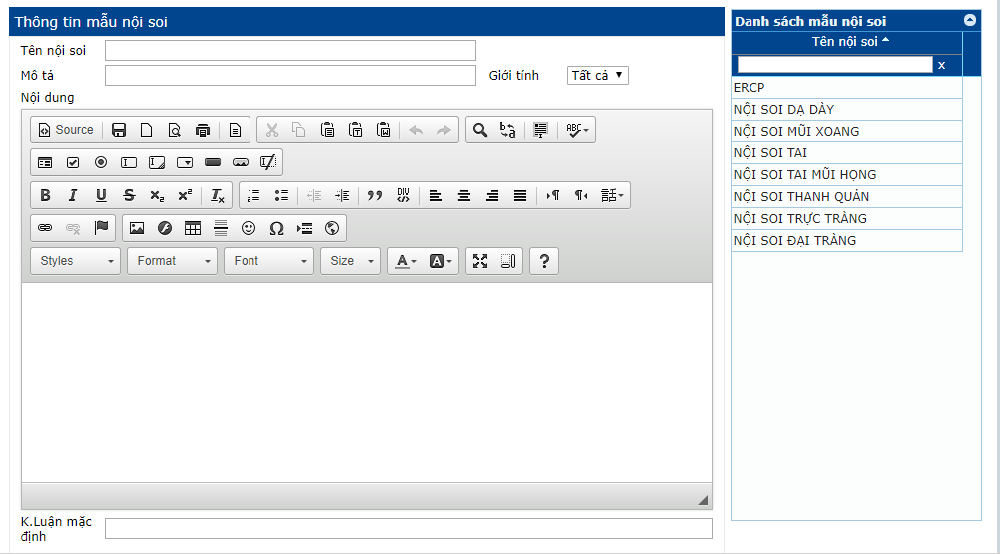 Thông tin mẫu nội soi
Tên nội soi
Mô tả
Giới tính
Tất cả
Nội dung
Source
Styles
Format
Font
Size
K.Luận mặc
định
Danh sách mẫu nội soi
Tên nội soi
x
ERCP
NỘI SOI DẠ DÀY
NỘI SOI MŨI XOANG
NỘI SOI TAI
NỘI SOI TAI MŨI HỌNG
NỘI SOI THANH QUẢN
NỘI SOI TRỰC TRÀNG
NỘI SOI ĐẠI TRÀNG